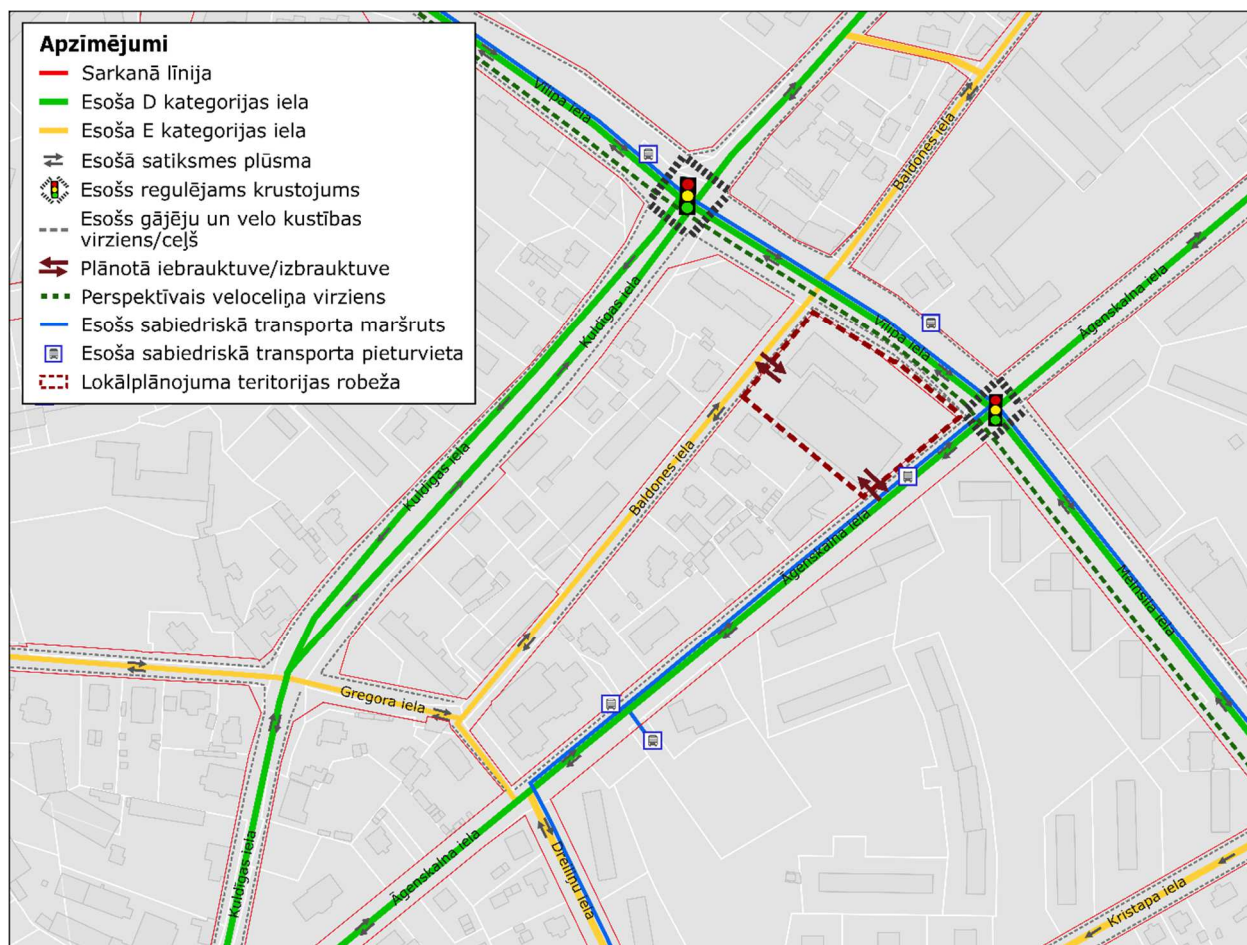 Apzīmējumi
Sarkanā līnija
Esoša D kategorijas iela
Esoša E kategorijas iela
Esošā satiksmes plūsma
Esošs regulējams krustojums
Esošs gājēju un velo kustības
virziens/ceļš
Plānotā iebrauktuve/izbrauktuve
Perspektīvais veloceliņa virziens
Esošs sabiedriskā transporta maršruts
Esoša sabiedriskā transporta pieturvieta
Lokālplānojuma teritorijas robeža
Vilipa iela
Baldones iela
Āgenskalna iela
Kuldīgas iela
Vilipa iela
Kuldīgas iela
Baldones iela
Āgenskalna iela
Melnsila iela
Gregora iela
Kuldīgas iela
Āgenskalna iela
Dreiliņu iela
Kristapa iela